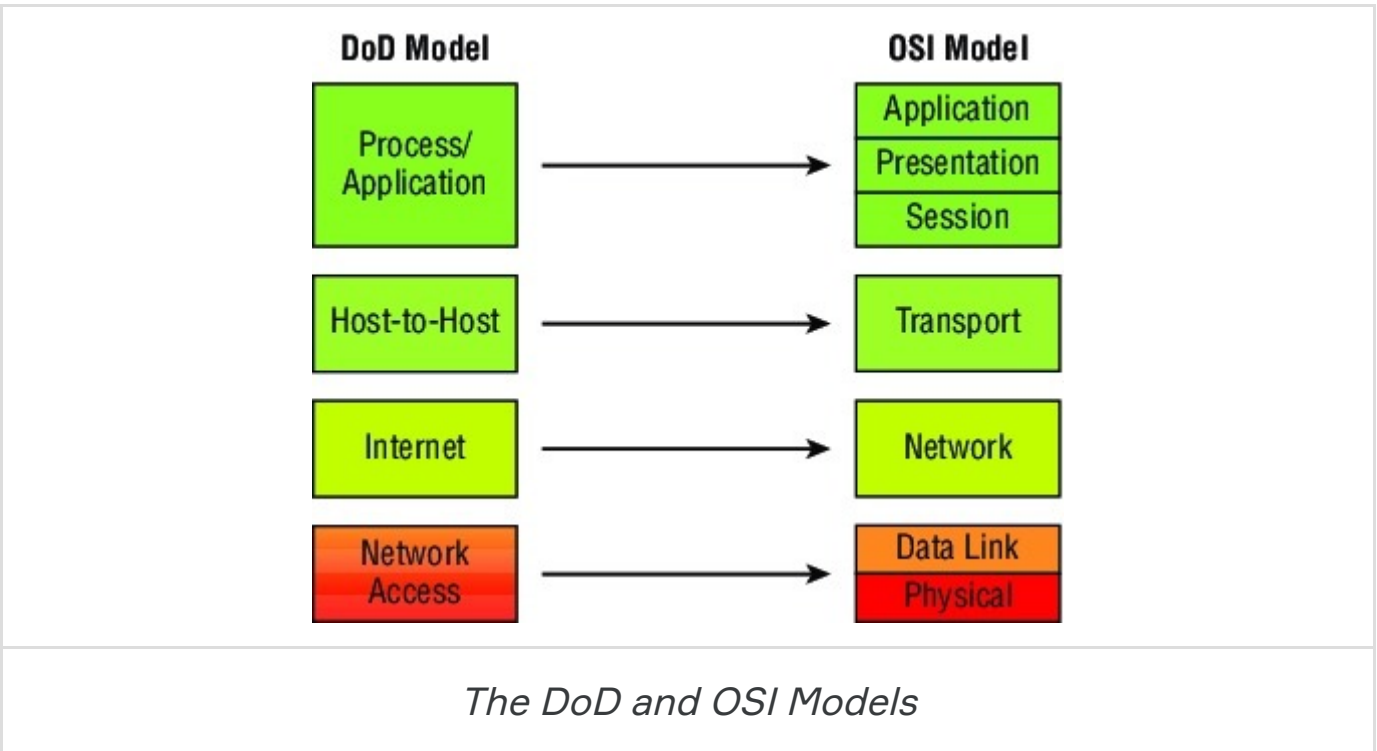 DoD Model
OSI Model
Process/
Application
Application
Presentation
Session
Host-to-Host
Transport
Internet
Network
Network
Access
Data Link
Physical
The DoD and OSI Models